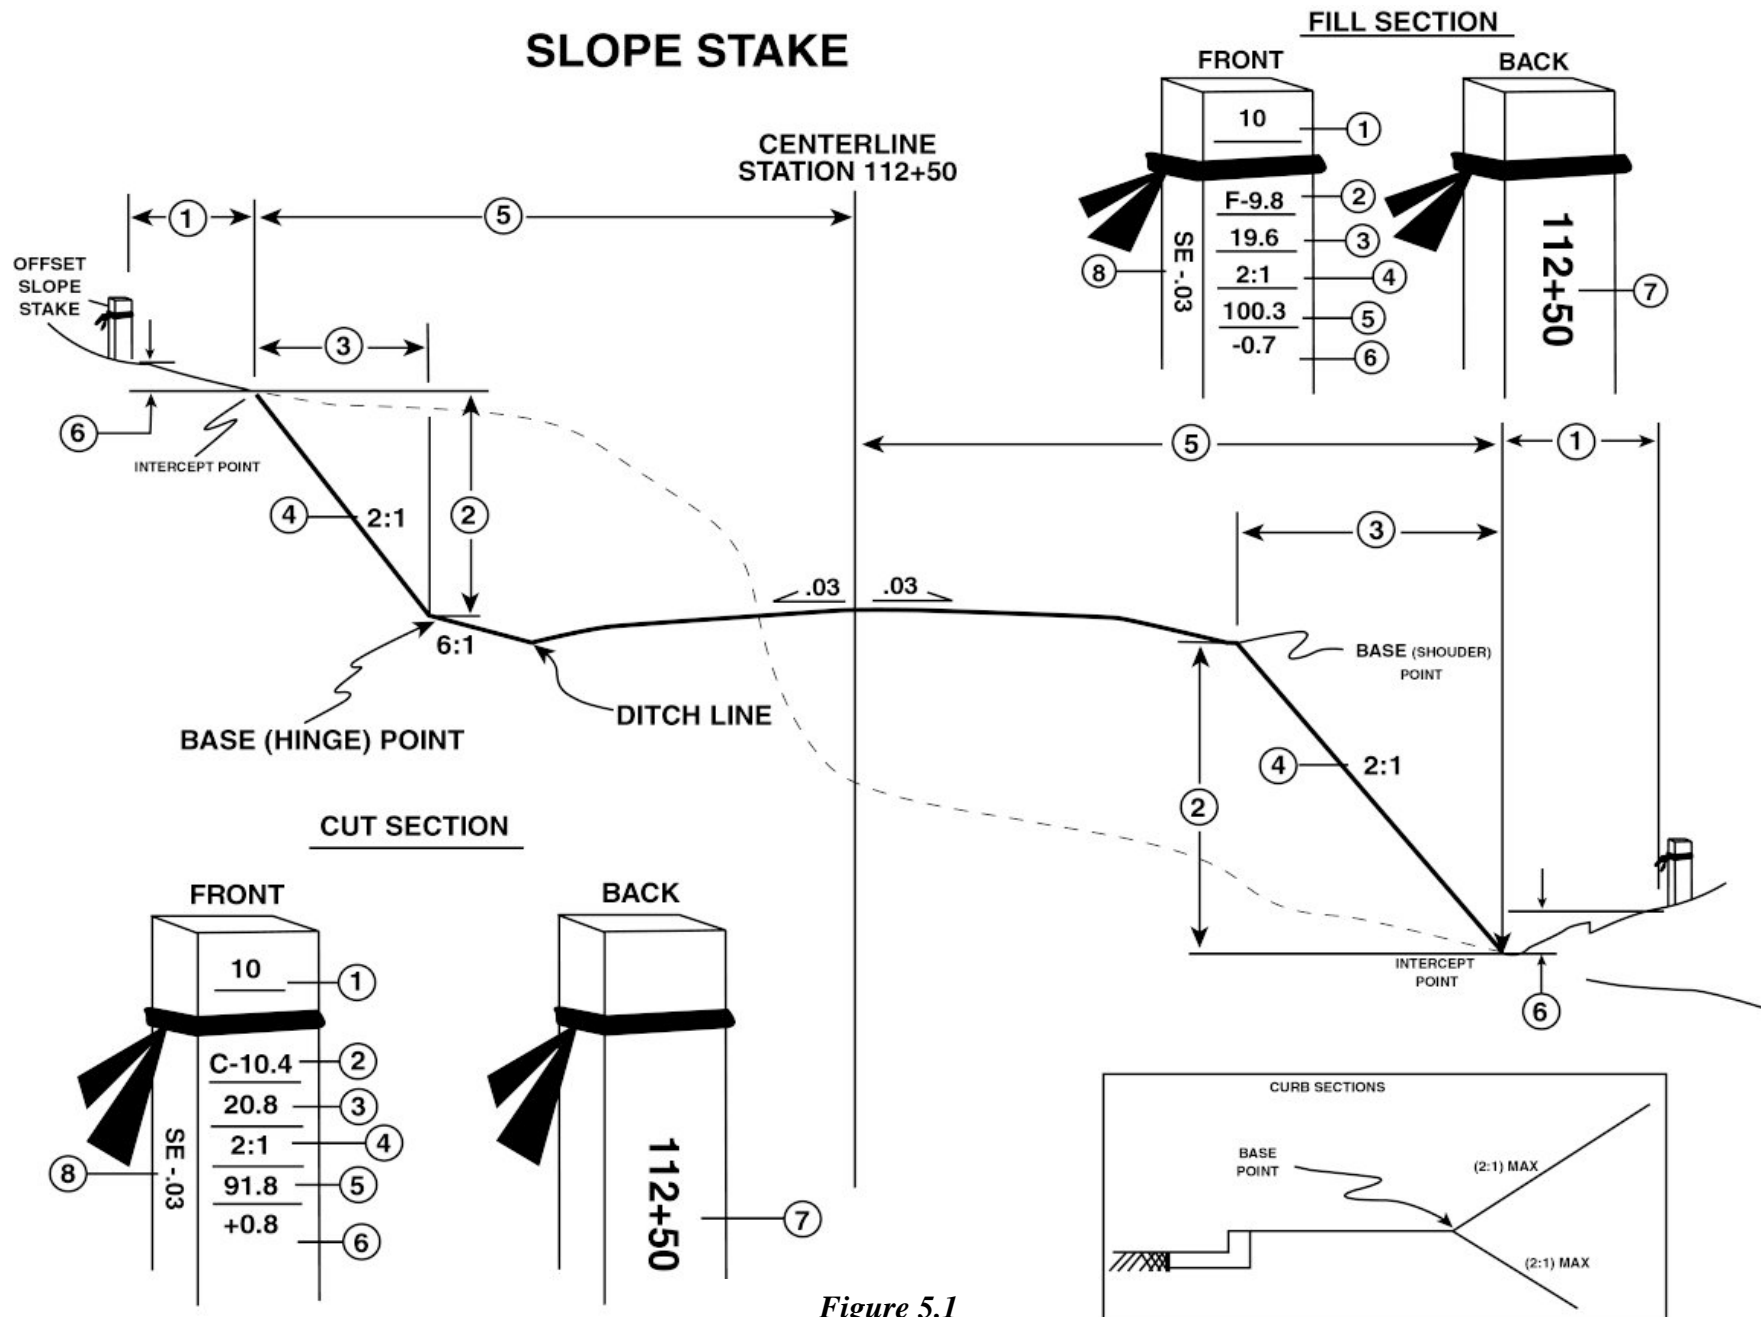 SLOPE STAKE
FILL SECTION
FRONT
BACK
10
1
F-9.8
2
19.6
3
2:1
4
100.3
5
-0.7
6
SE -.03
8
112+50
7
CENTERLINE
STATION 112+50
1
5
OFFSET
SLOPE
STAKE
3
6
INTERCEPT POINT
4
2:1
2
5
1
3
.03
.03
6:1
BASE (SHOUDER)
POINT
DITCH LINE
BASE (HINGE) POINT
4
2:1
2
INTERCEPT
POINT
6
CUT SECTION
FRONT
BACK
10
1
C-10.4
2
20.8
3
2:1
4
91.8
5
+0.8
6
SE -.03
8
112+50
7
CURB SECTIONS
BASE
POINT
(2:1) MAX
(2:1) MAX
Figure 5.1